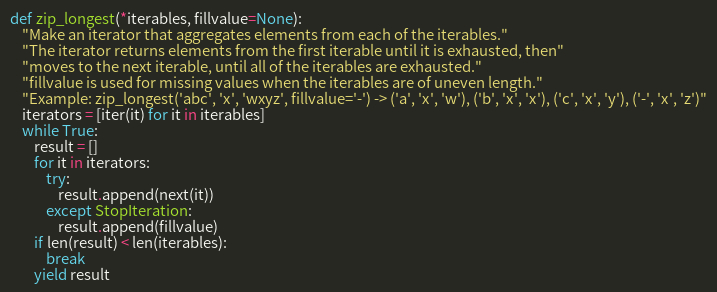 def zip_longest(*iterables, fillvalue=None):
"Make an iterator that aggregates elements from each of the iterables."
"The iterator returns elements from the first iterable until it is exhausted, then"
"moves to the next iterable, until all of the iterables are exhausted."
"fillvalue is used for missing values when the iterables are of uneven length."
"Example: zip_longest('abc', 'x', 'wxyz', fillvalue='-') -> ('a', 'x', 'w'), ('b', 'x', 'x'), ('c', 'x', 'y'), ('-', 'x', 'z')"
iterators = [iter(it) for it in iterables]
while True:
result = []
for it in iterators:
try:
result.append(next(it))
except StopIteration:
result.append(fillvalue)
if len(result) < len(iterables):
break
yield result